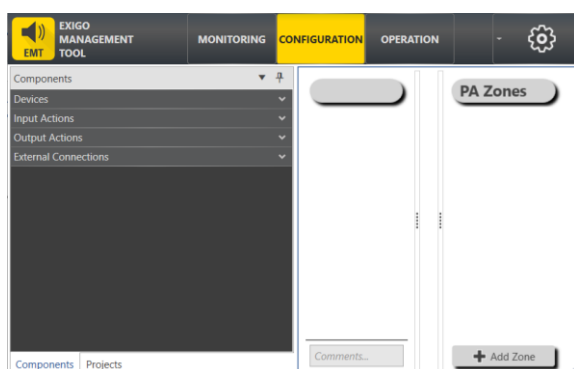 EXIGO
MANAGEMENT
TOOL
EMT
MONITORING
CONFIGURATION
OPERATION
Components
Devices
Input Actions
Output Actions
External Connections
PA Zones
Comments...
Add Zone
Components Projects